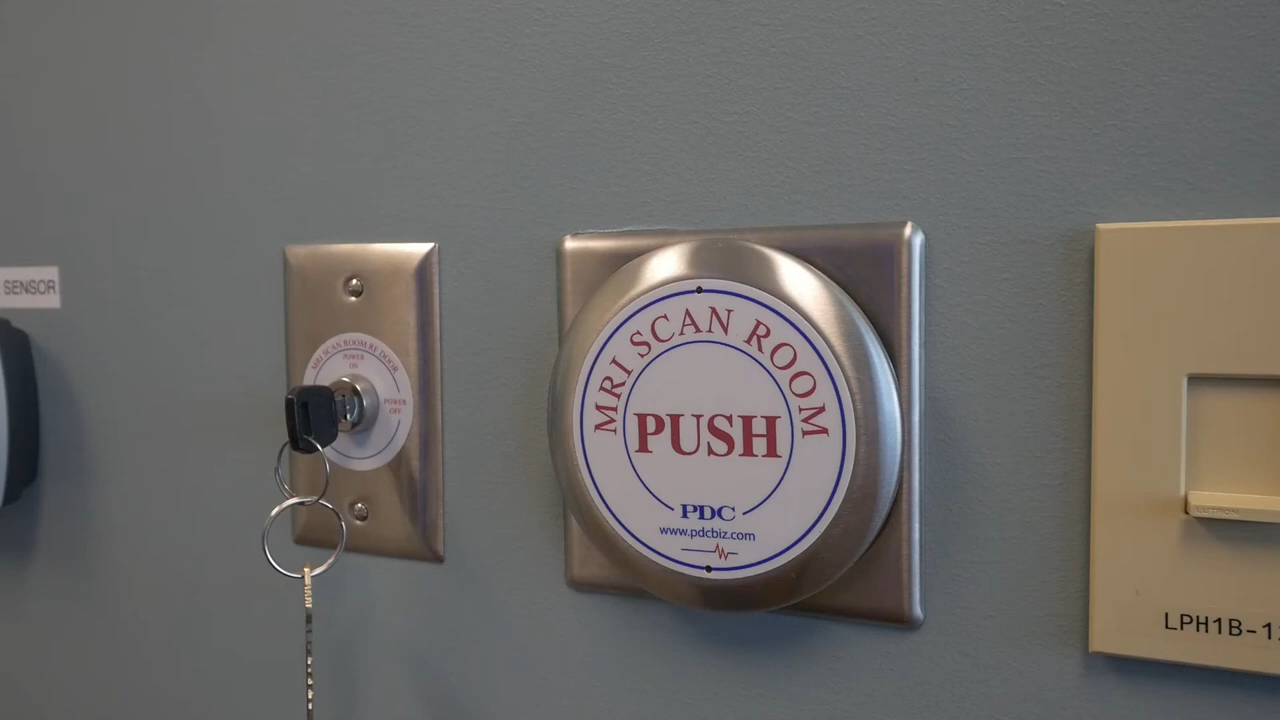 SENSOR
MRI SCAN ROOM RF DOOR
POWER
ON
POWER
OFF
MRI SCAN ROOM
PUSH
PDC
www.pdcbiz.com
LUTRON
LPH1B-1